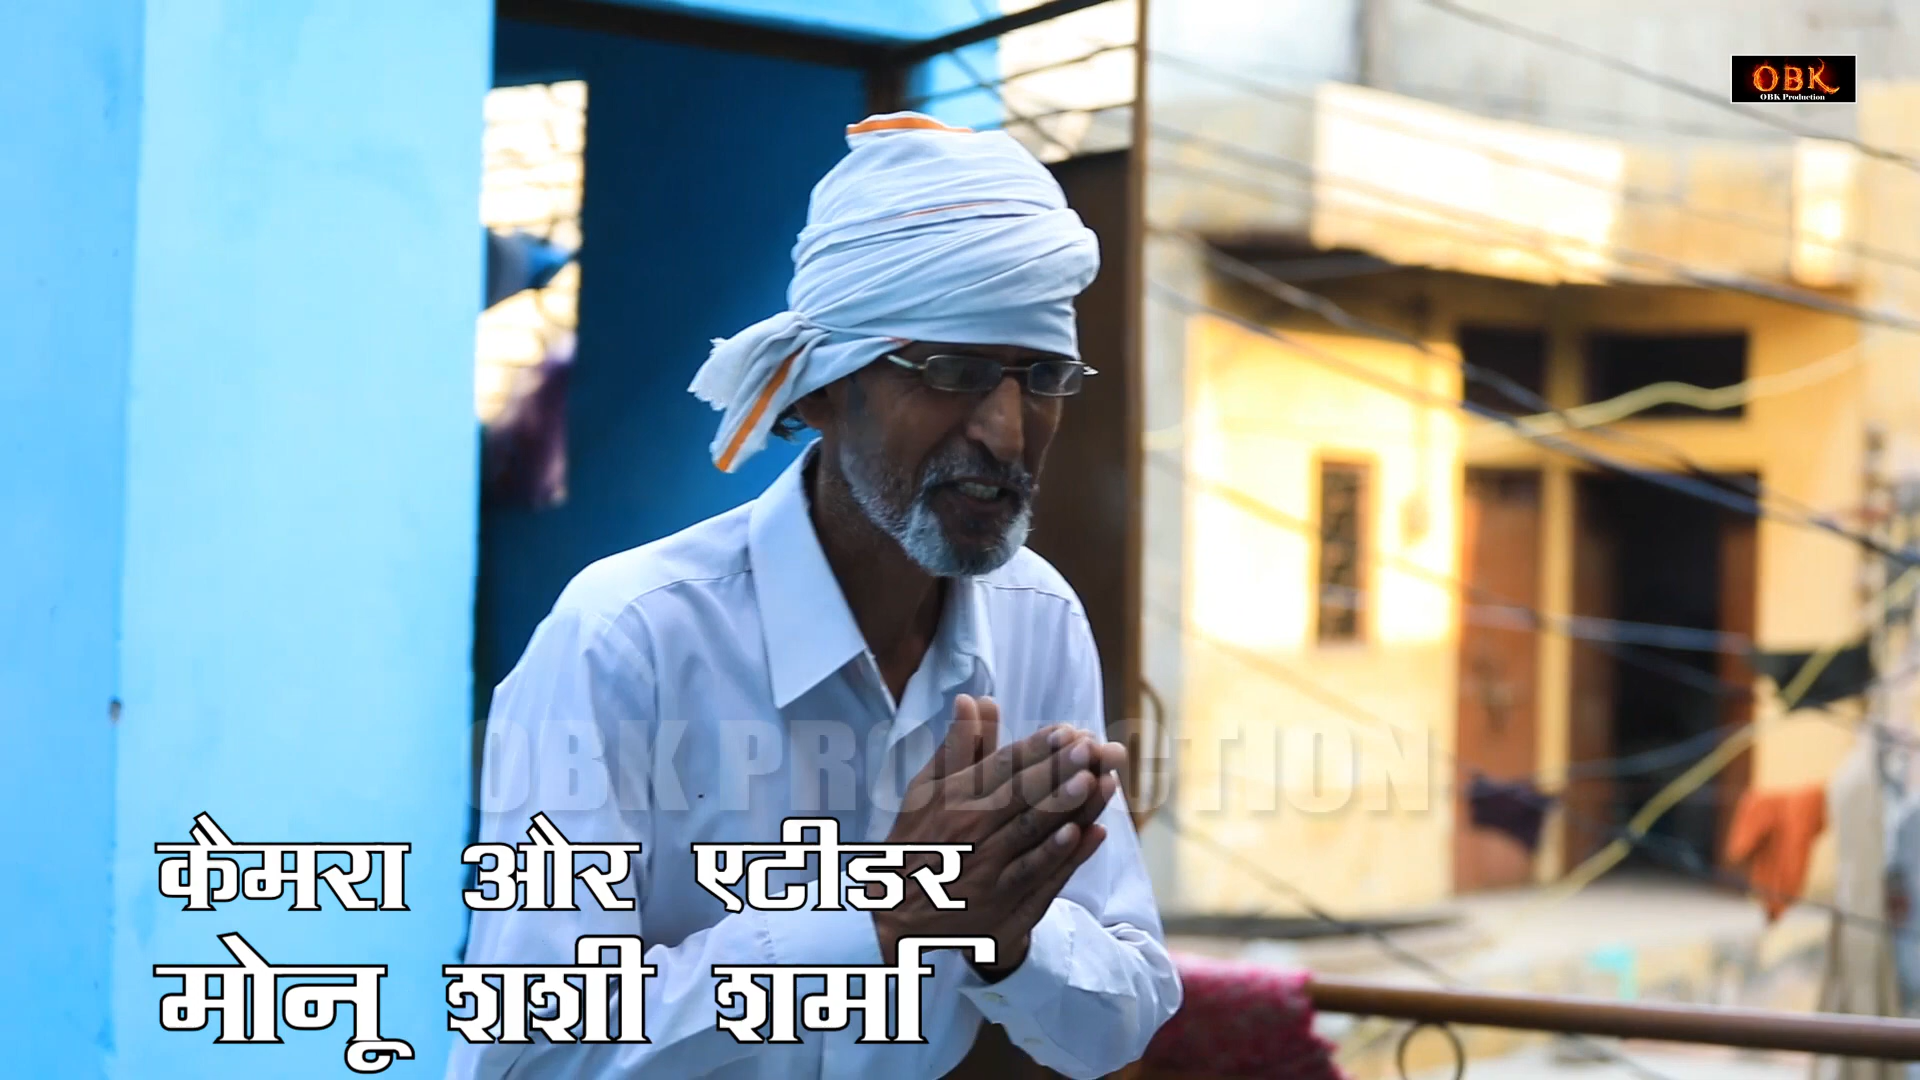 OBK
OBK Production
OBK PRODUCTION
कैमरा और एटीडर
मोनू शशी शर्मा